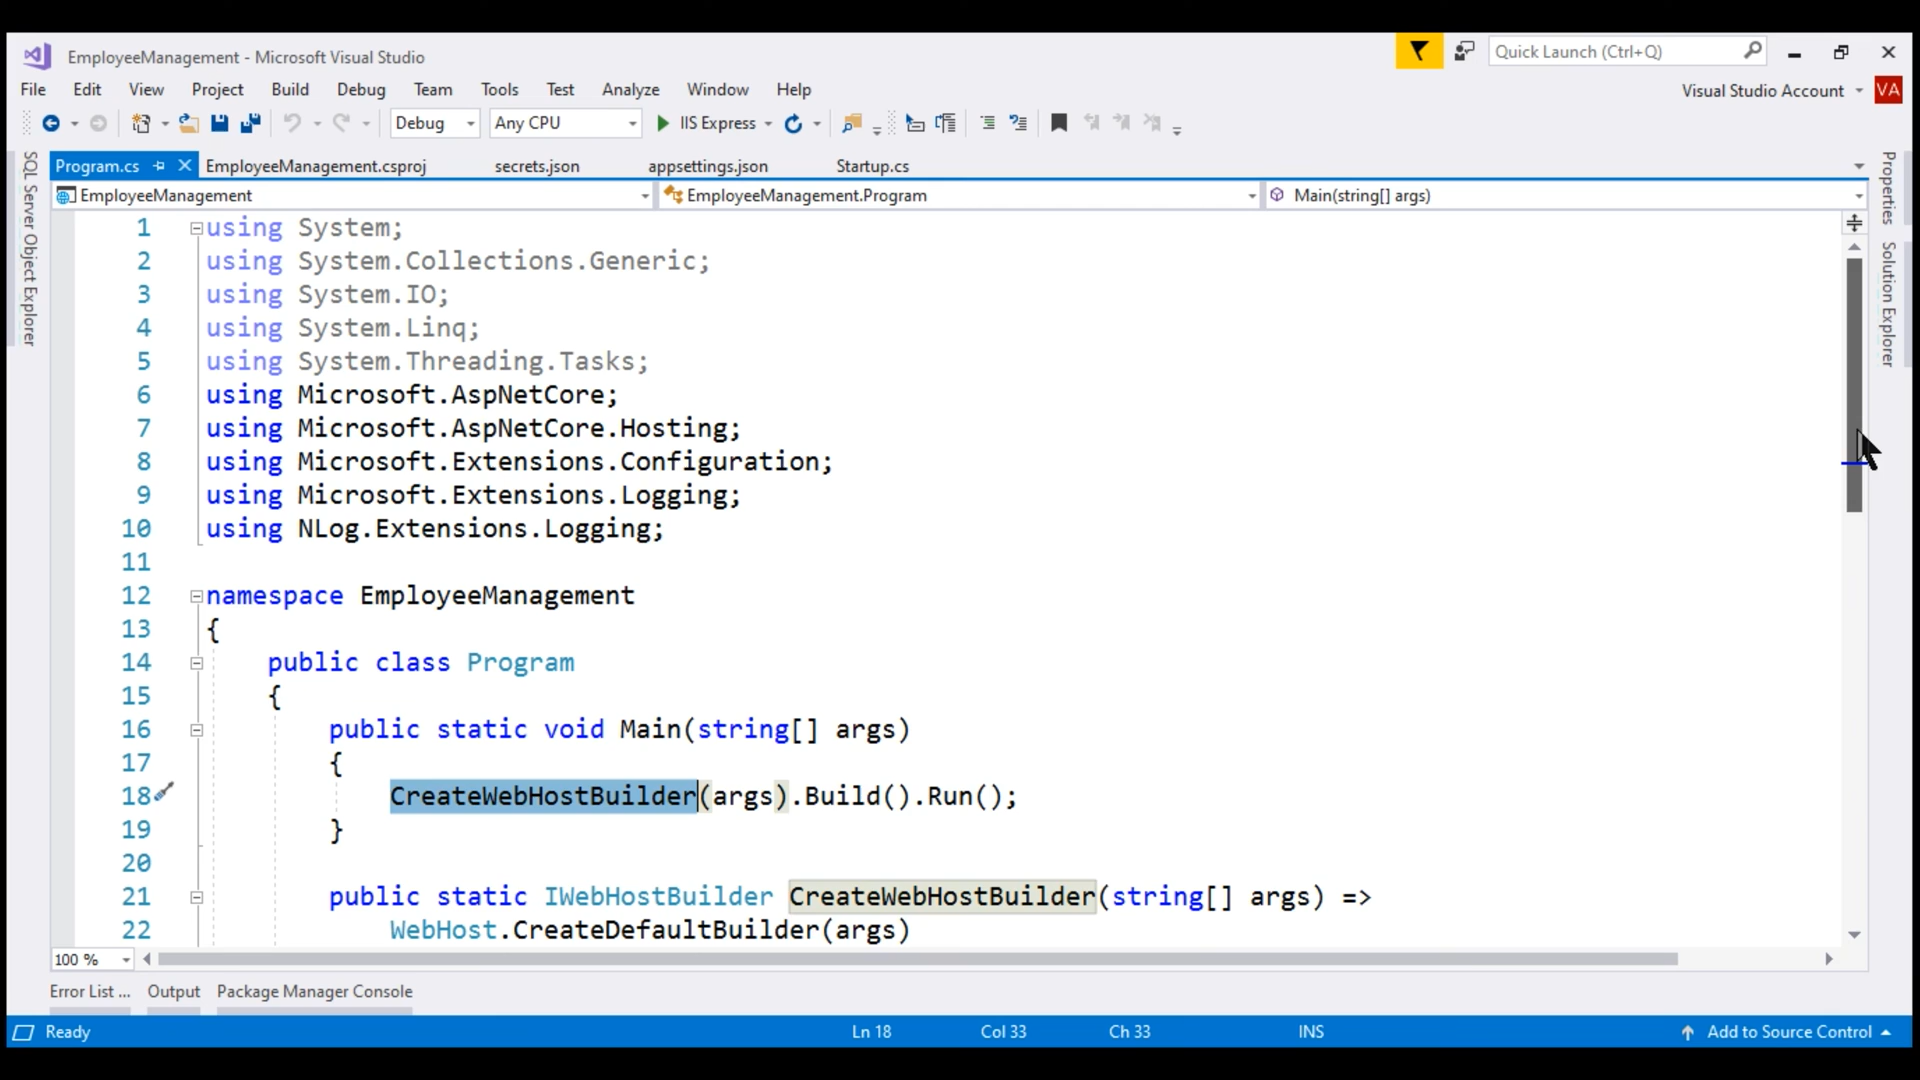 EmployeeManagement - Microsoft Visual Studio
Quick Launch (Ctrl+Q)
File Edit View Project Build Debug Team Tools Test Analyze Window Help
Visual Studio Account VA
Debug Any CPU IIS Express
SQL Server Object Explorer
Program.cs EmployeeManagement.csproj secrets.json appsettings.json Startup.cs
Properties
Solution Explorer
EmployeeManagement EmployeeManagement.Program Main(string[] args)
1 using System;
2 using System.Collections.Generic;
3 using System.IO;
4 using System.Linq;
5 using System.Threading.Tasks;
6 using Microsoft.AspNetCore;
7 using Microsoft.AspNetCore.Hosting;
8 using Microsoft.Extensions.Configuration;
9 using Microsoft.Extensions.Logging;
10 using NLog.Extensions.Logging;
11
12 namespace EmployeeManagement
13 {
14 public class Program
15 {
16 public static void Main(string[] args)
17 {
18 CreateWebHostBuilder(args).Build().Run();
19 }
20
21 public static IWebHostBuilder CreateWebHostBuilder(string[] args) =>
22 WebHost.CreateDefaultBuilder(args)
100 %
Error List ... Output Package Manager Console
Ready Ln 18 Col 33 Ch 33 INS Add to Source Control